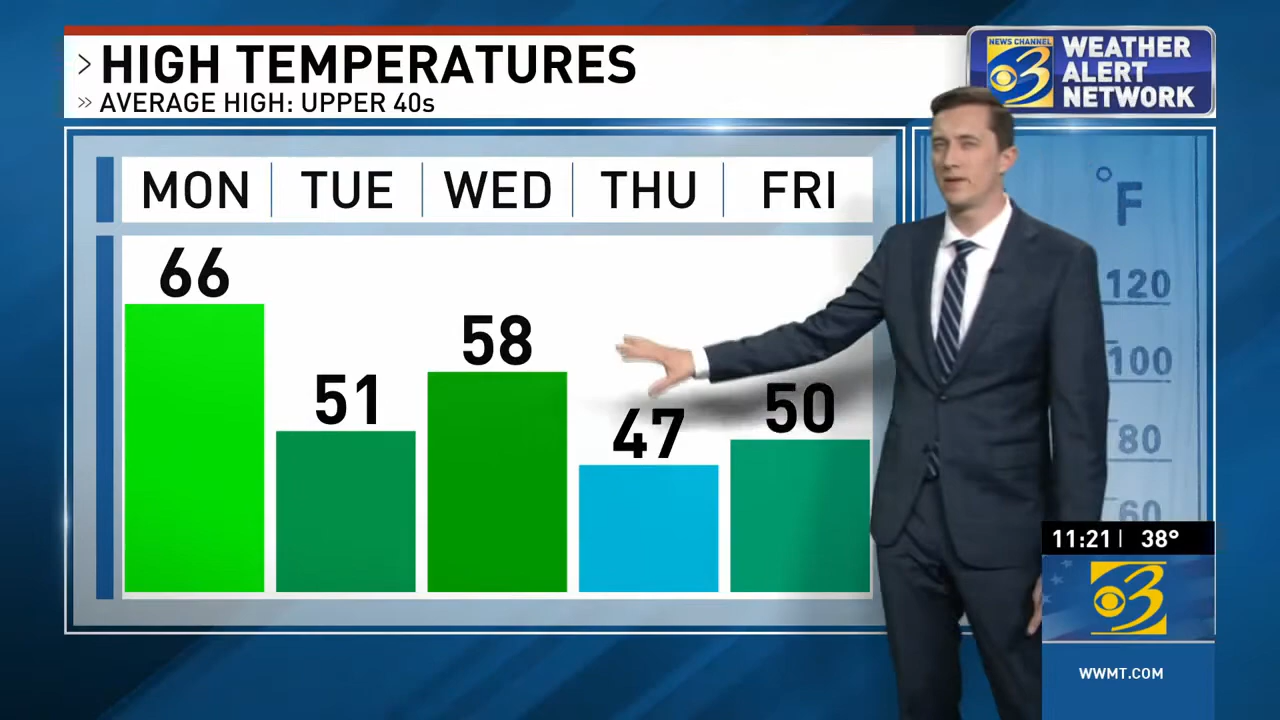 HIGH TEMPERATURES
AVERAGE HIGH: UPPER 40s
NEWS CHANNEL
3
WEATHER
ALERT
NETWORK
MON TUE WED THU FRI
66
51
58
47
50
°F
120
100
80
60
11:21 38°
3
WWMT.COM